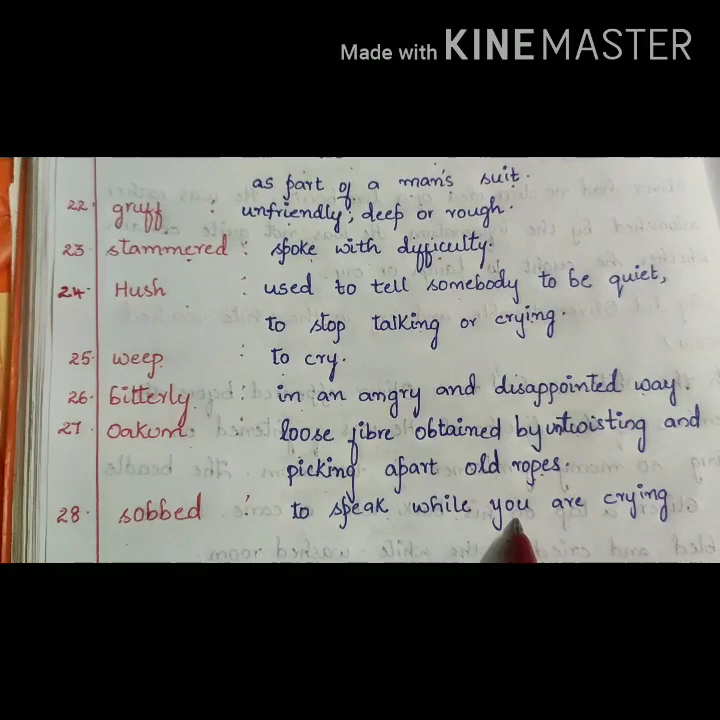 Made with KINEMASTER
as part of a man's suit.
22. gruff : unfriendly; deep or rough.
23. stammered : spoke with difficulty.
24. Hush : used to tell somebody to be quiet,
to stop talking or crying.
25. weep : to cry.
26. bitterly : in an angry and disappointed way.
27. Oakum : loose fibre obtained by untwisting and
picking apart old ropes.
28. sobbed : to speak while you are crying